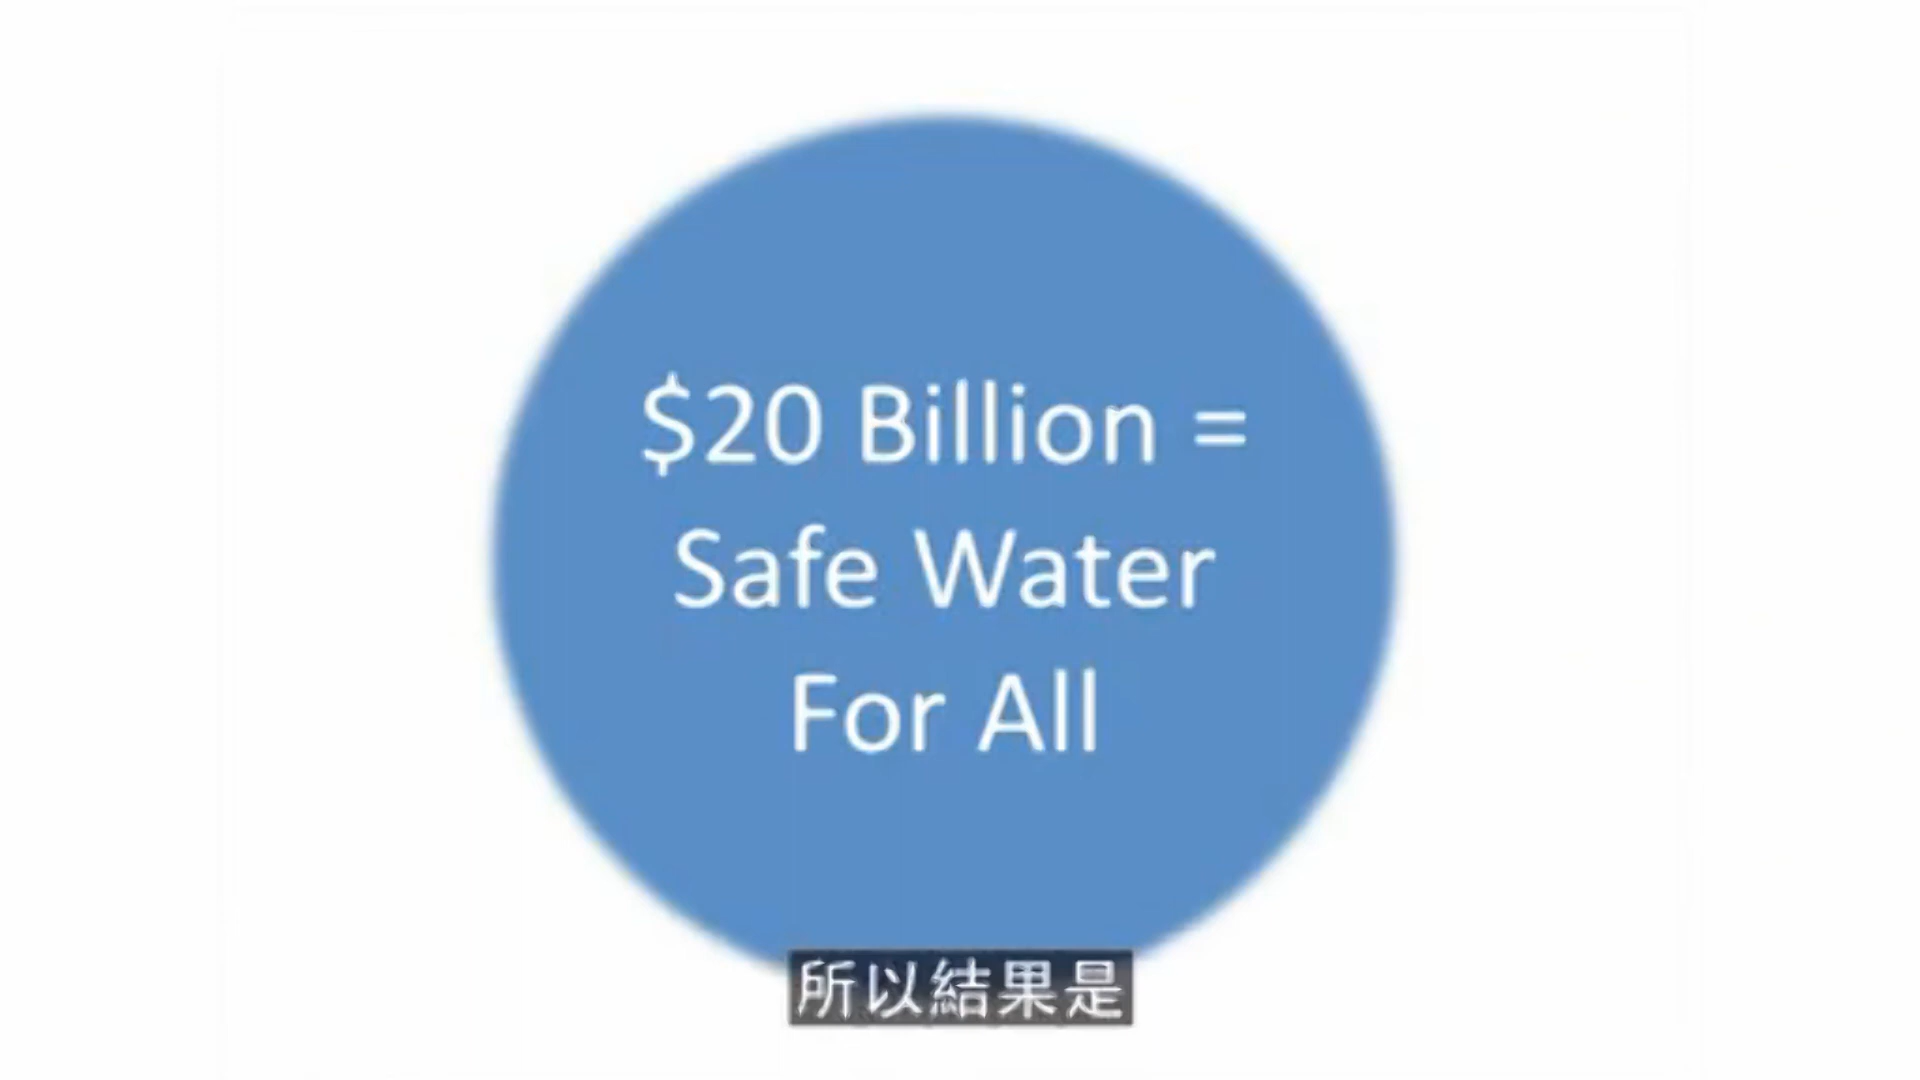 $20 Billion =
Safe Water
For All
所以結果是